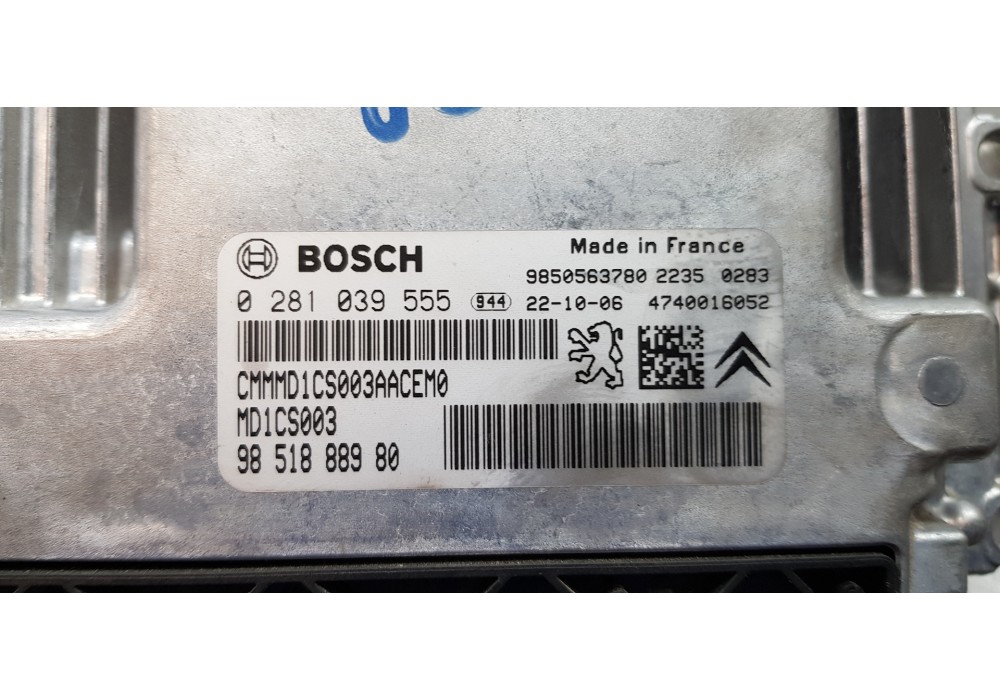 BOSCH
Made in France
9850563780 2235 0283
0 281 039 555 944 22-10-06 4740016052
CMMMD1CS003AACEM0
MD1CS003
98 518 889 80